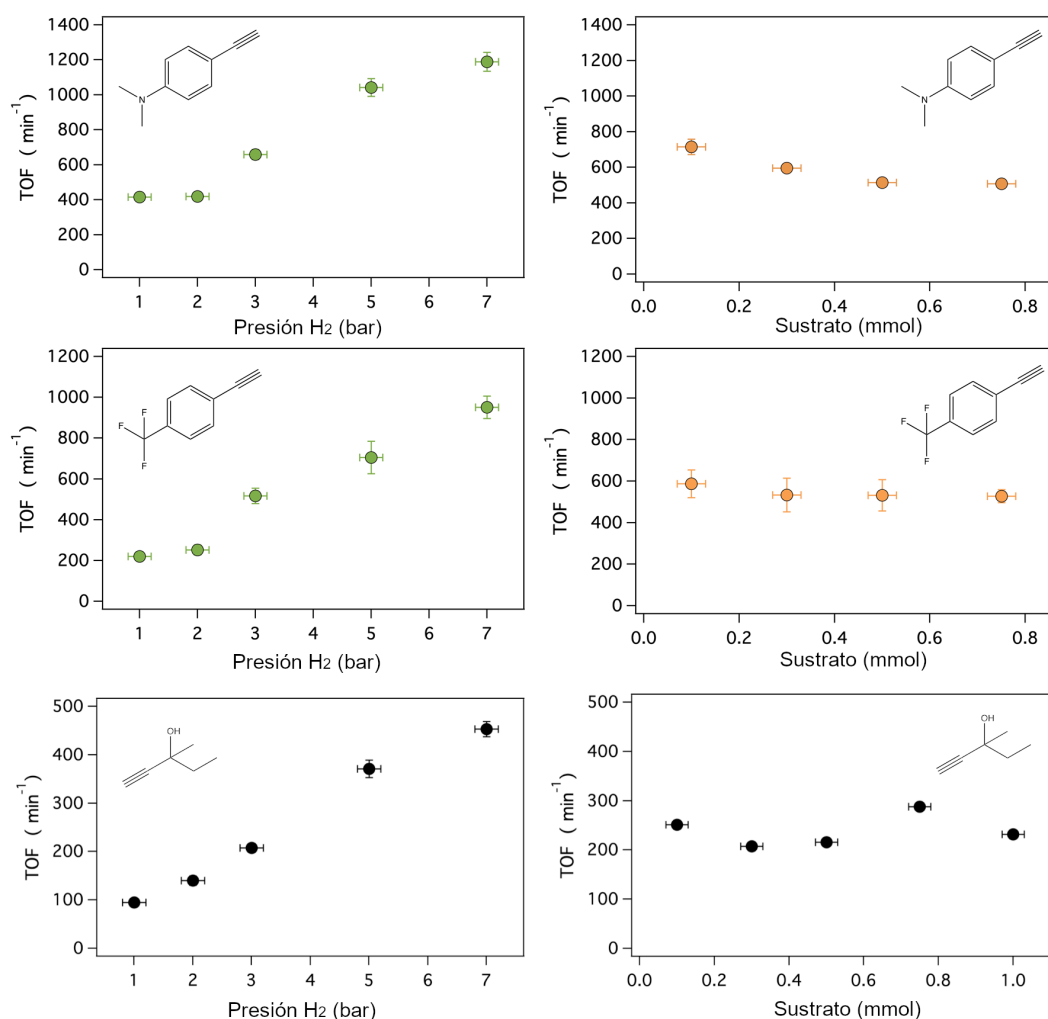 1400
1200
1000
800
600
400
200
0
TOF ( min⁻¹)
N
1 2 3 4 5 6 7
Presión H₂ (bar)
1400
1200
1000
800
600
400
200
0
TOF ( min⁻¹)
N
0.0 0.2 0.4 0.6 0.8
Sustrato (mmol)
1200
1000
800
600
400
200
0
TOF ( min⁻¹)
F
F
F
1 2 3 4 5 6 7
Presión H₂ (bar)
1200
1000
800
600
400
200
0
TOF ( min⁻¹)
F
F
F
0.0 0.2 0.4 0.6 0.8
Sustrato (mmol)
500
400
300
200
100
0
TOF ( min⁻¹)
OH
1 2 3 4 5 6 7
Presión H₂ (bar)
500
400
300
200
100
0
TOF ( min⁻¹)
OH
0.0 0.2 0.4 0.6 0.8 1.0
Sustrato (mmol)